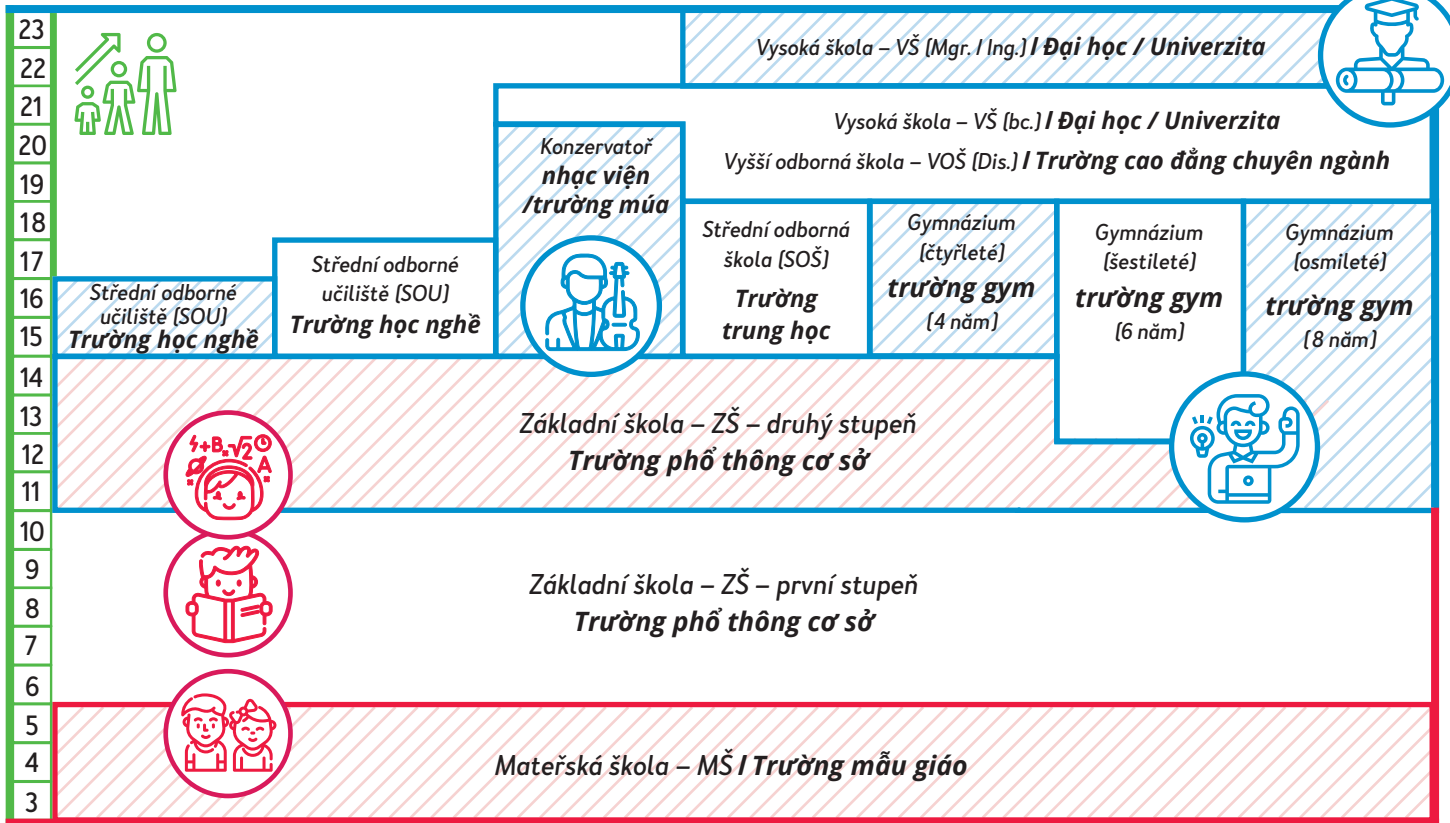 23
22
21
20
19
18
17
16
15
14
13
12
11
10
9
8
7
6
5
4
3
Vysoká škola – VŠ (Mgr. / Ing.) / Đại học / Univerzita
Vysoká škola – VŠ (bc.) / Đại học / Univerzita
Vyšší odborná škola – VOŠ (Dis.) / Trường cao đẳng chuyên ngành
Konzervatoř
nhạc viện
/trường múa
Střední odborné
učiliště (SOU)
Trường học nghề
Střední odborné
učiliště (SOU)
Trường học nghề
Střední odborná
škola (SOŠ)
Trường
trung học
Gymnázium
(čtyřleté)
trường gym
(4 năm)
Gymnázium
(šestileté)
trường gym
(6 năm)
Gymnázium
(osmileté)
trường gym
(8 năm)
4+B √2
A
Základní škola – ZŠ – druhý stupeň
Trường phổ thông cơ sở
Základní škola – ZŠ – první stupeň
Trường phổ thông cơ sở
Mateřská škola – MŠ / Trường mẫu giáo